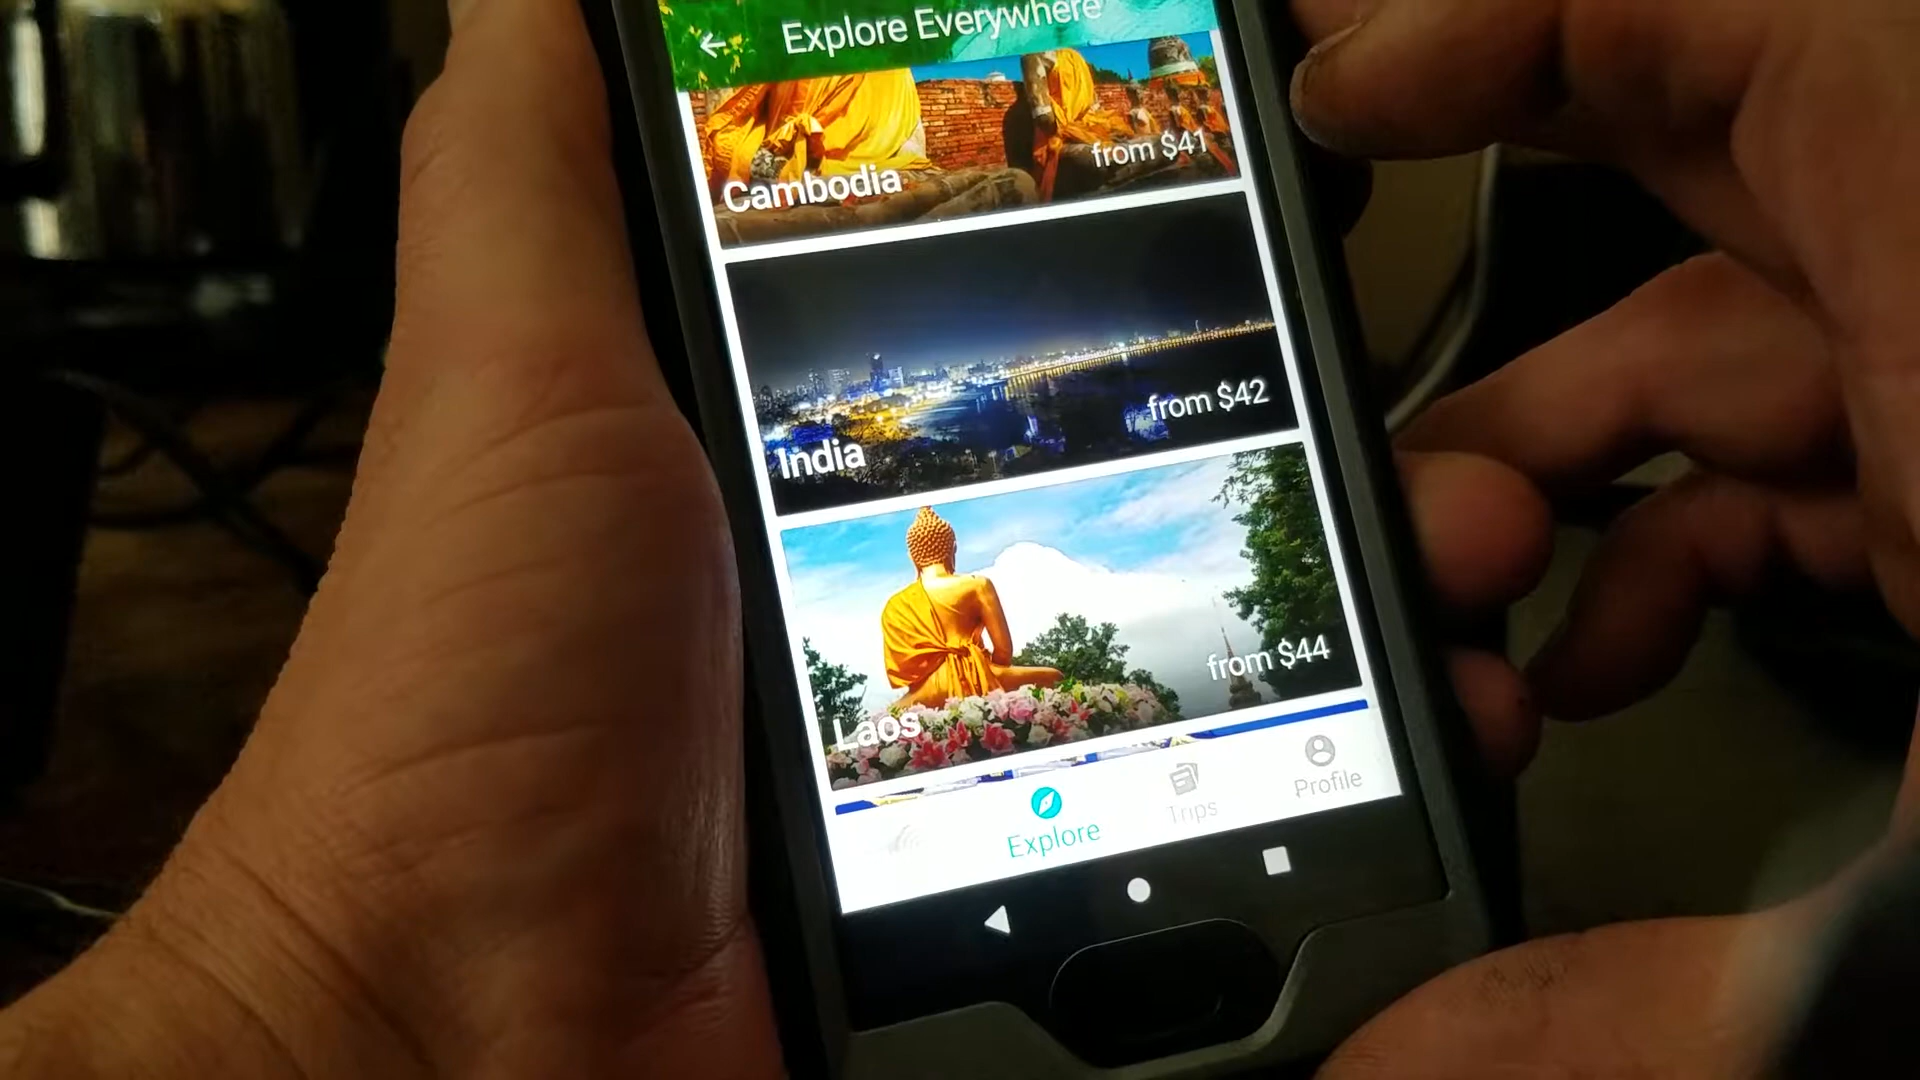 Explore Everywhere
from $41
Cambodia
from $42
India
from $44
Laos
Explore
Trips
Profile